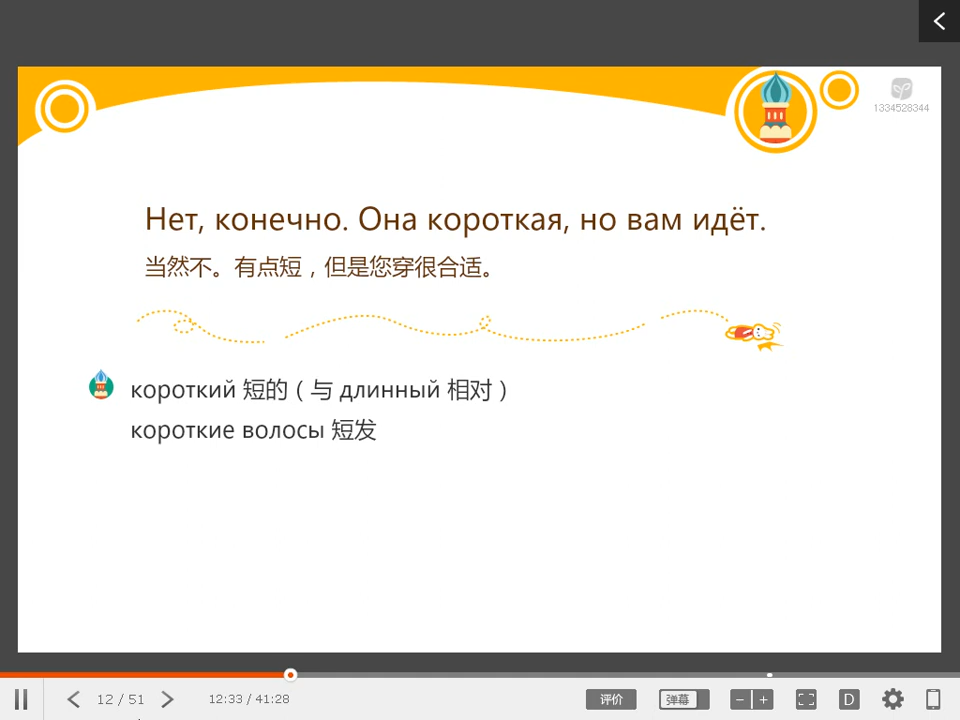 1334528344
Нет, конечно. Она короткая, но вам идёт.
当然不。有点短，但是您穿很合适。
короткий 短的（与 длинный 相对）
короткие волосы 短发
12 / 51
12:33 / 41:28
评价
弹幕
D